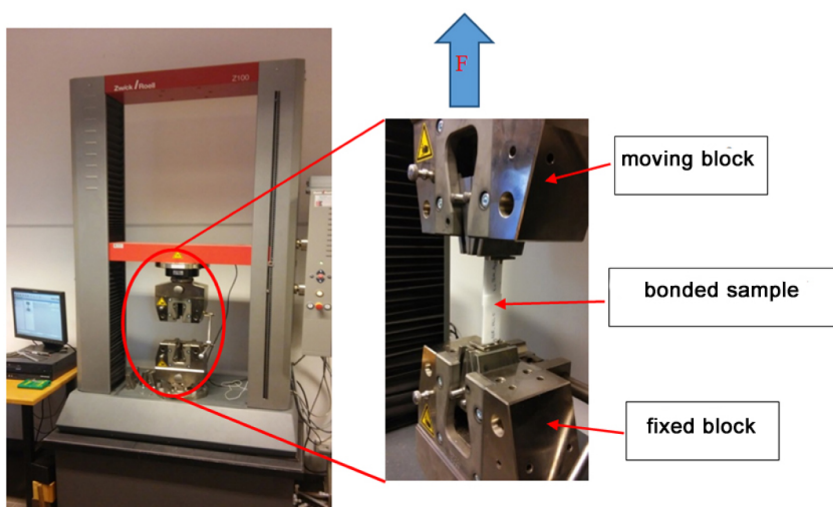 Zwick / Roell
Z100
F
moving block
bonded sample
fixed block